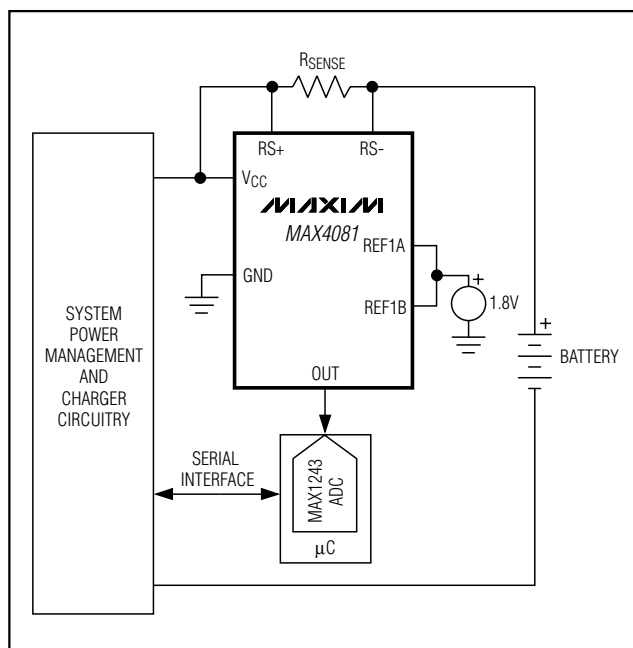 RSENSE
RS+
RS-
VCC
MAXIM
MAX4081
REF1A
GND
+
1.8V
REF1B
SYSTEM
POWER
MANAGEMENT
AND
CHARGER
CIRCUITRY
+
BATTERY
OUT
SERIAL
INTERFACE
MAX1243
ADC
μC